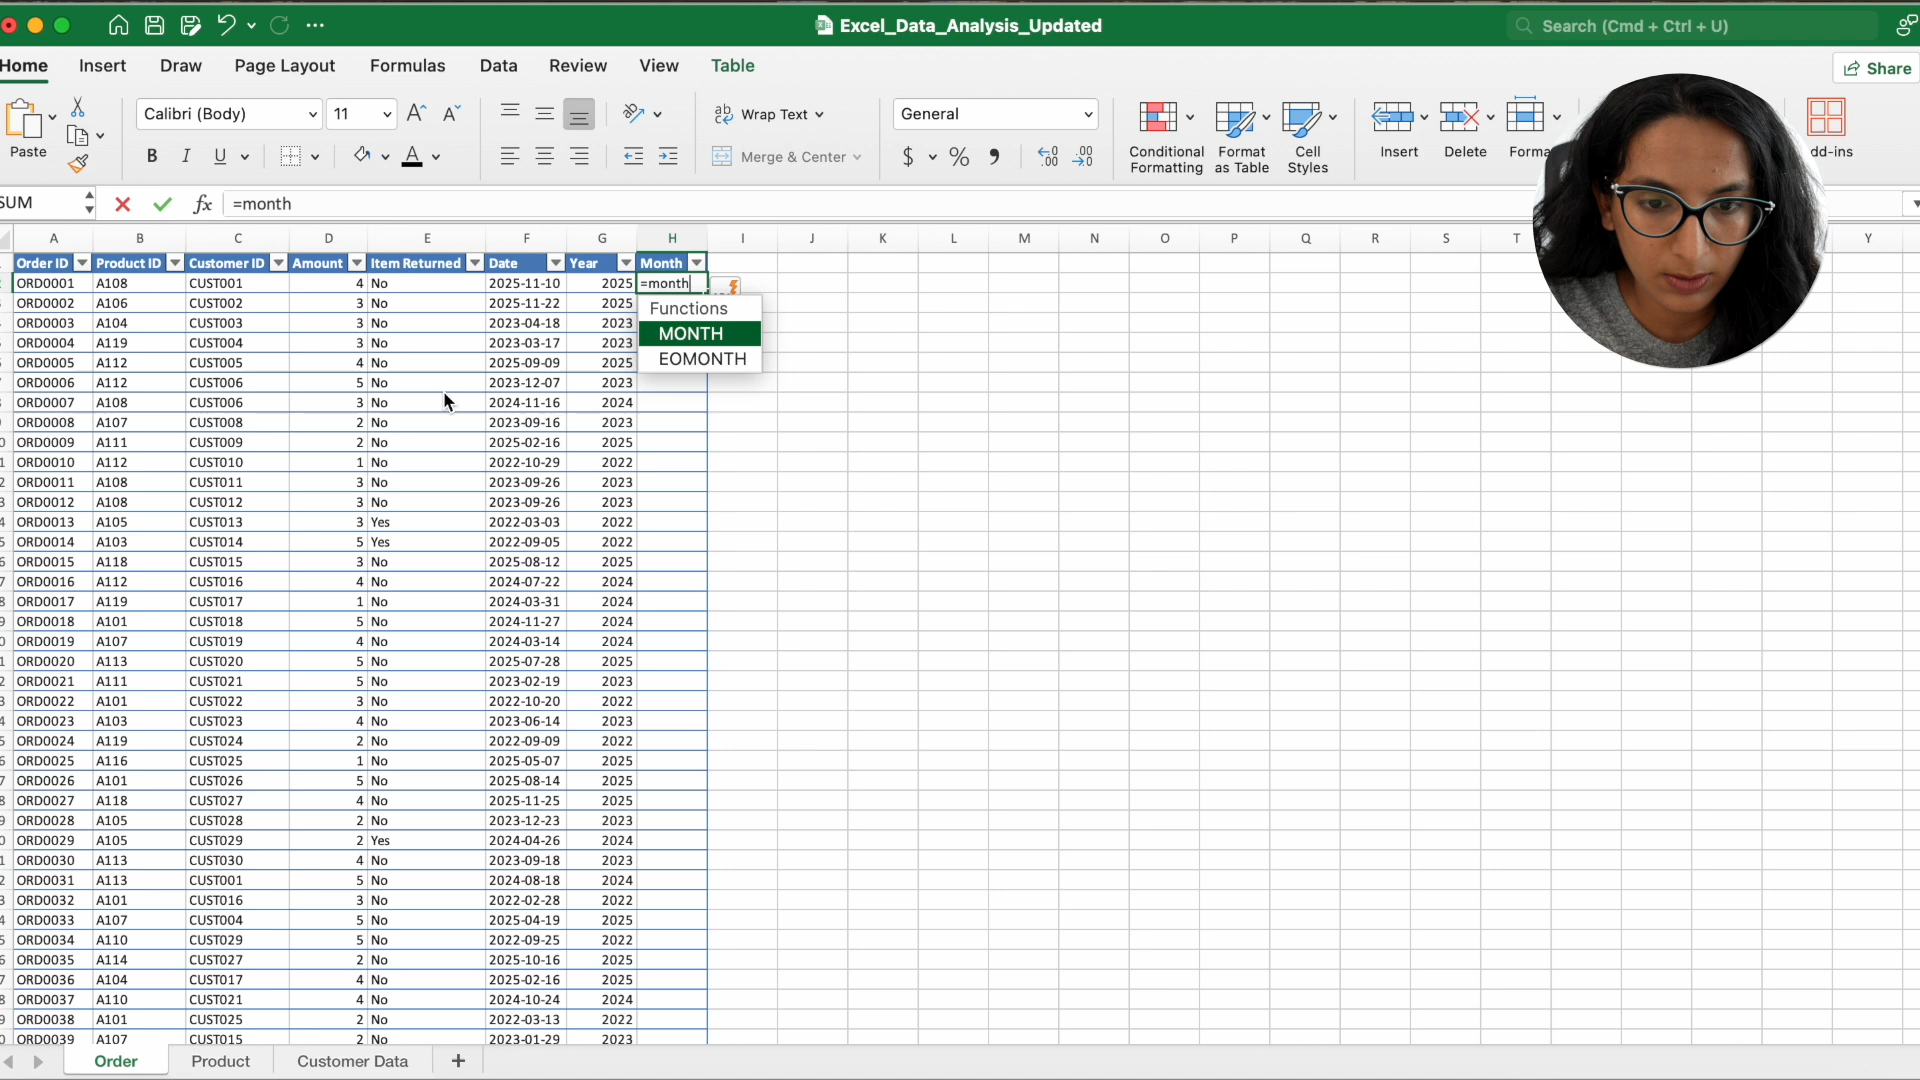 Excel_Data_Analysis_Updated
Search (Cmd + Ctrl + U)
Home Insert Draw Page Layout Formulas Data Review View Table
Share
Paste
Calibri (Body) 11
Wrap Text
Merge & Center
General
Conditional Formatting
Format as Table
Cell Styles
Insert
Delete
dd-ins
SUM
fx =month
A B C D E F G H I J K L M N O P Q R S T Y
Order ID Product ID Customer ID Amount Item Returned Date Year Month
ORD0001 A108 CUST001 4 No 2025-11-10 2025 =month
ORD0002 A106 CUST002 3 No 2025-11-22 2025
ORD0003 A104 CUST003 3 No 2023-04-18 2023
ORD0004 A119 CUST004 3 No 2023-03-17 2023
ORD0005 A112 CUST005 4 No 2025-09-09 2025
ORD0006 A112 CUST006 5 No 2023-12-07 2023
ORD0007 A108 CUST006 3 No 2024-11-16 2024
ORD0008 A107 CUST008 2 No 2023-09-16 2023
ORD0009 A111 CUST009 2 No 2025-02-16 2025
ORD0010 A112 CUST010 1 No 2022-10-29 2022
ORD0011 A108 CUST011 3 No 2023-09-26 2023
ORD0012 A108 CUST012 3 No 2023-09-26 2023
ORD0013 A105 CUST013 3 Yes 2022-03-03 2022
ORD0014 A103 CUST014 5 Yes 2022-09-05 2022
ORD0015 A118 CUST015 3 No 2025-08-12 2025
ORD0016 A112 CUST016 4 No 2024-07-22 2024
ORD0017 A119 CUST017 1 No 2024-03-31 2024
ORD0018 A101 CUST018 5 No 2024-11-27 2024
ORD0019 A107 CUST019 4 No 2024-03-14 2024
ORD0020 A113 CUST020 5 No 2025-07-28 2025
ORD0021 A111 CUST021 5 No 2023-02-19 2023
ORD0022 A101 CUST022 3 No 2022-10-20 2022
ORD0023 A103 CUST023 4 No 2023-06-14 2023
ORD0024 A119 CUST024 2 No 2022-09-09 2022
ORD0025 A116 CUST025 1 No 2025-05-07 2025
ORD0026 A101 CUST026 5 No 2025-08-14 2025
ORD0027 A118 CUST027 4 No 2025-11-25 2025
ORD0028 A105 CUST028 2 No 2023-12-23 2023
ORD0029 A105 CUST029 2 Yes 2024-04-26 2024
ORD0030 A113 CUST030 4 No 2023-09-18 2023
ORD0031 A113 CUST001 5 No 2024-08-18 2024
ORD0032 A101 CUST016 3 No 2022-02-28 2022
ORD0033 A107 CUST004 5 No 2025-04-19 2025
ORD0034 A110 CUST029 5 No 2022-09-25 2022
ORD0035 A114 CUST027 2 No 2025-10-16 2025
ORD0036 A104 CUST017 4 No 2025-02-16 2025
ORD0037 A110 CUST021 4 No 2024-10-24 2024
ORD0038 A101 CUST025 2 No 2022-03-13 2022
ORD0039 A107 CUST015 2 No 2023-01-29 2023
Functions
MONTH
EOMONTH
Order Product Customer Data